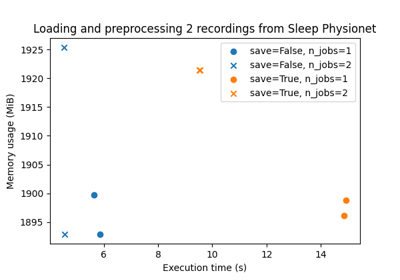 Loading and preprocessing 2 recordings from Sleep Physionet
1925
1920
1915
1910
1905
1900
1895
Memory usage (MiB)
save=False, n_jobs=1
save=False, n_jobs=2
save=True, n_jobs=1
save=True, n_jobs=2
6
8
10
12
14
Execution time (s)